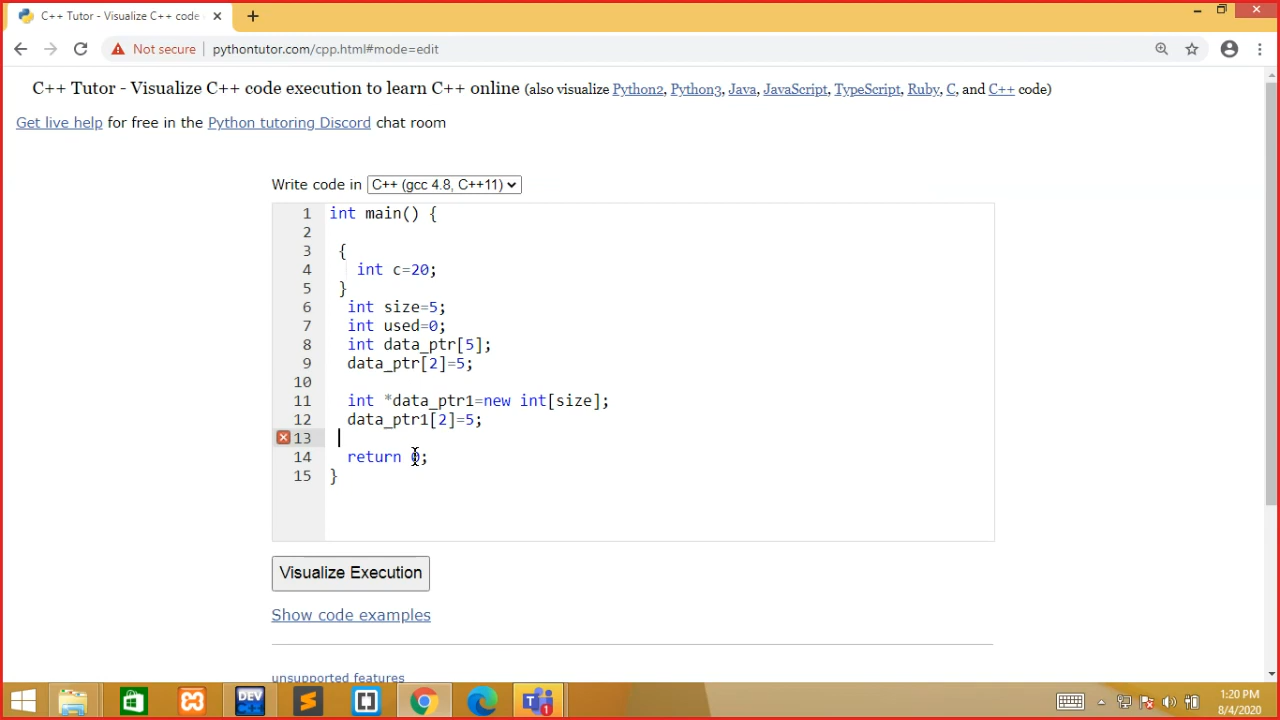 C++ Tutor - Visualize C++ code
Not secure | pythontutor.com/cpp.html#mode=edit
C++ Tutor - Visualize C++ code execution to learn C++ online (also visualize Python2, Python3, Java, JavaScript, TypeScript, Ruby, C, and C++ code)
Get live help for free in the Python tutoring Discord chat room
Write code in C++ (gcc 4.8, C++11)
1 int main() {
2
3 {
4 int c=20;
5 }
6 int size=5;
7 int used=0;
8 int data_ptr[5];
9 data_ptr[2]=5;
10
11 int *data_ptr1=new int[size];
12 data_ptr1[2]=5;
13
14 return 0;
15 }
Visualize Execution
Show code examples
unsupported features
DEV
1
1:20 PM
8/4/2020